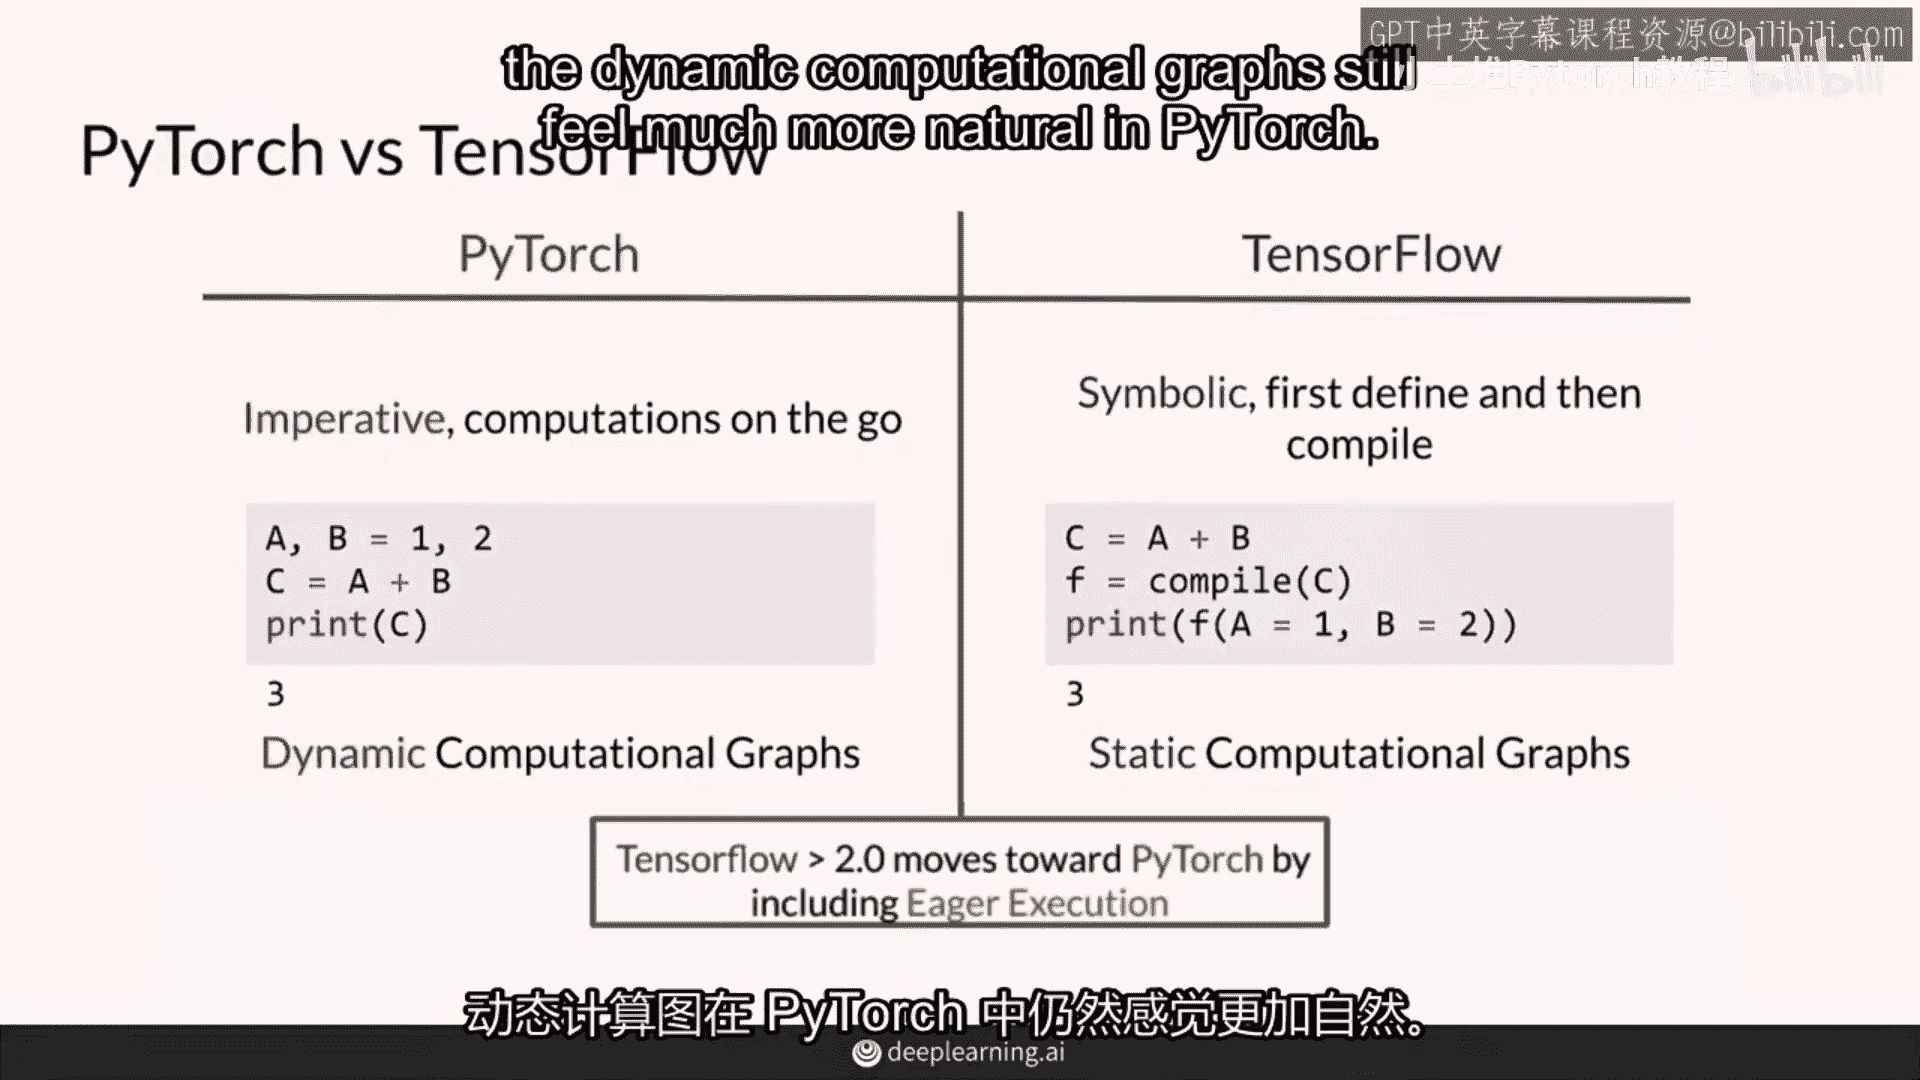 GPT中英字幕课程资源@bilibili.com
the dynamic computational graphs still
feel much more natural in PyTorch.
PyTorch vs TensorFlow
PyTorch
TensorFlow
Imperative, computations on the go
A, B = 1, 2
C = A + B
print(C)
3
Dynamic Computational Graphs
Symbolic, first define and then
compile
C = A + B
f = compile(C)
print(f(A = 1, B = 2))
3
Static Computational Graphs
Tensorflow > 2.0 moves toward PyTorch by
including Eager Execution
动态计算图在 PyTorch 中仍然感觉更加自然。
deeplearning.ai